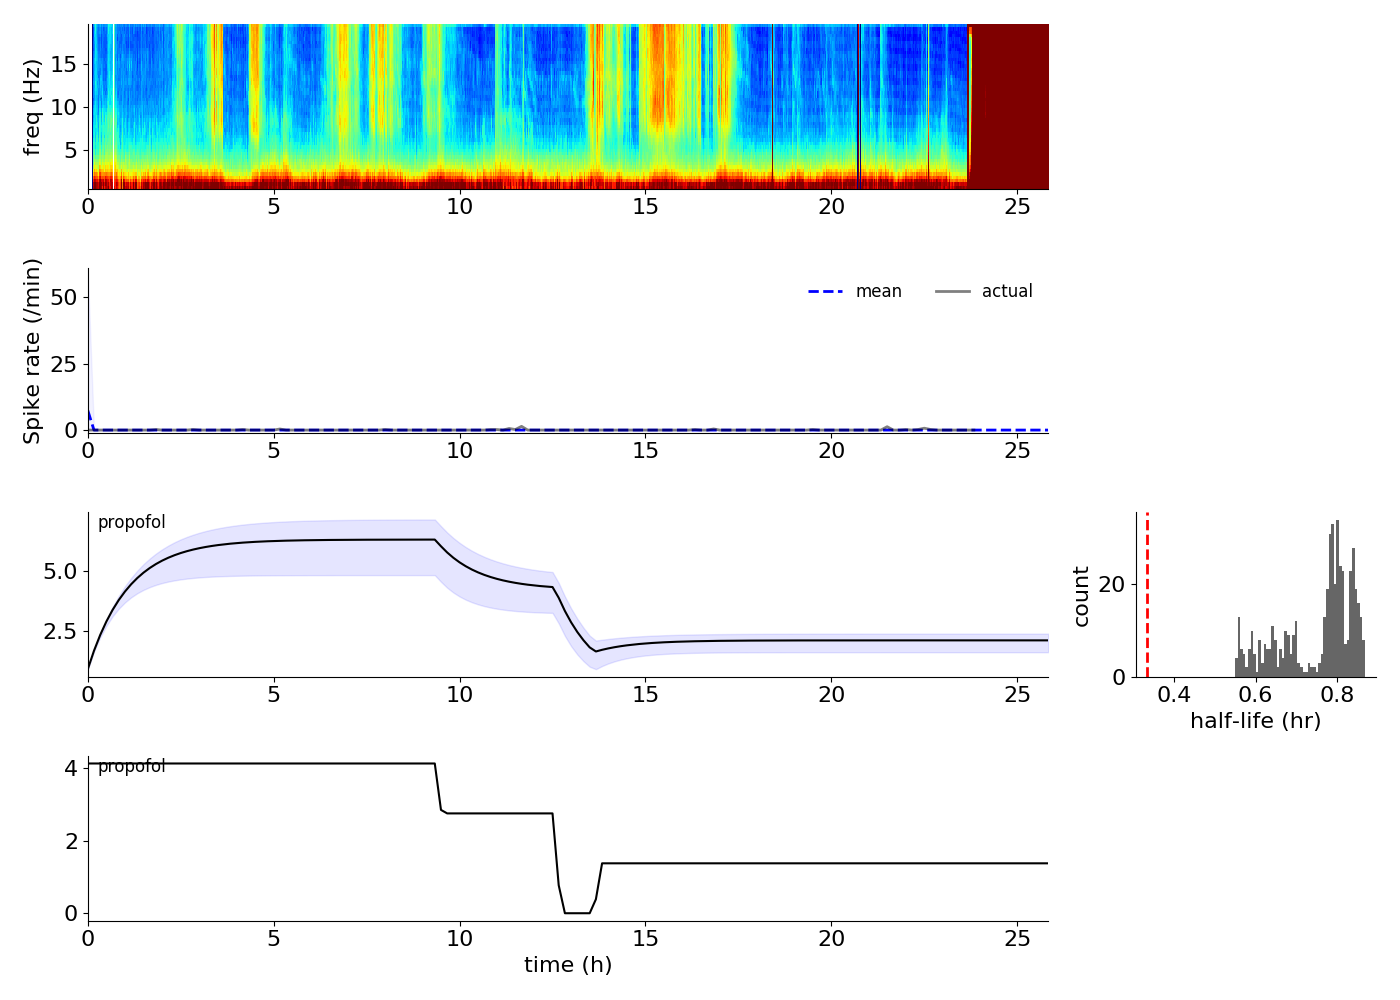 freq (Hz)
15
10
5
0 5 10 15 20 25
Spike rate (/min)
50
25
0
mean actual
0 5 10 15 20 25
propofol
5.0
2.5
0 5 10 15 20 25
count
20
0
0.4 0.6 0.8
half-life (hr)
propofol
4
2
0
0 5 10 15 20 25
time (h)